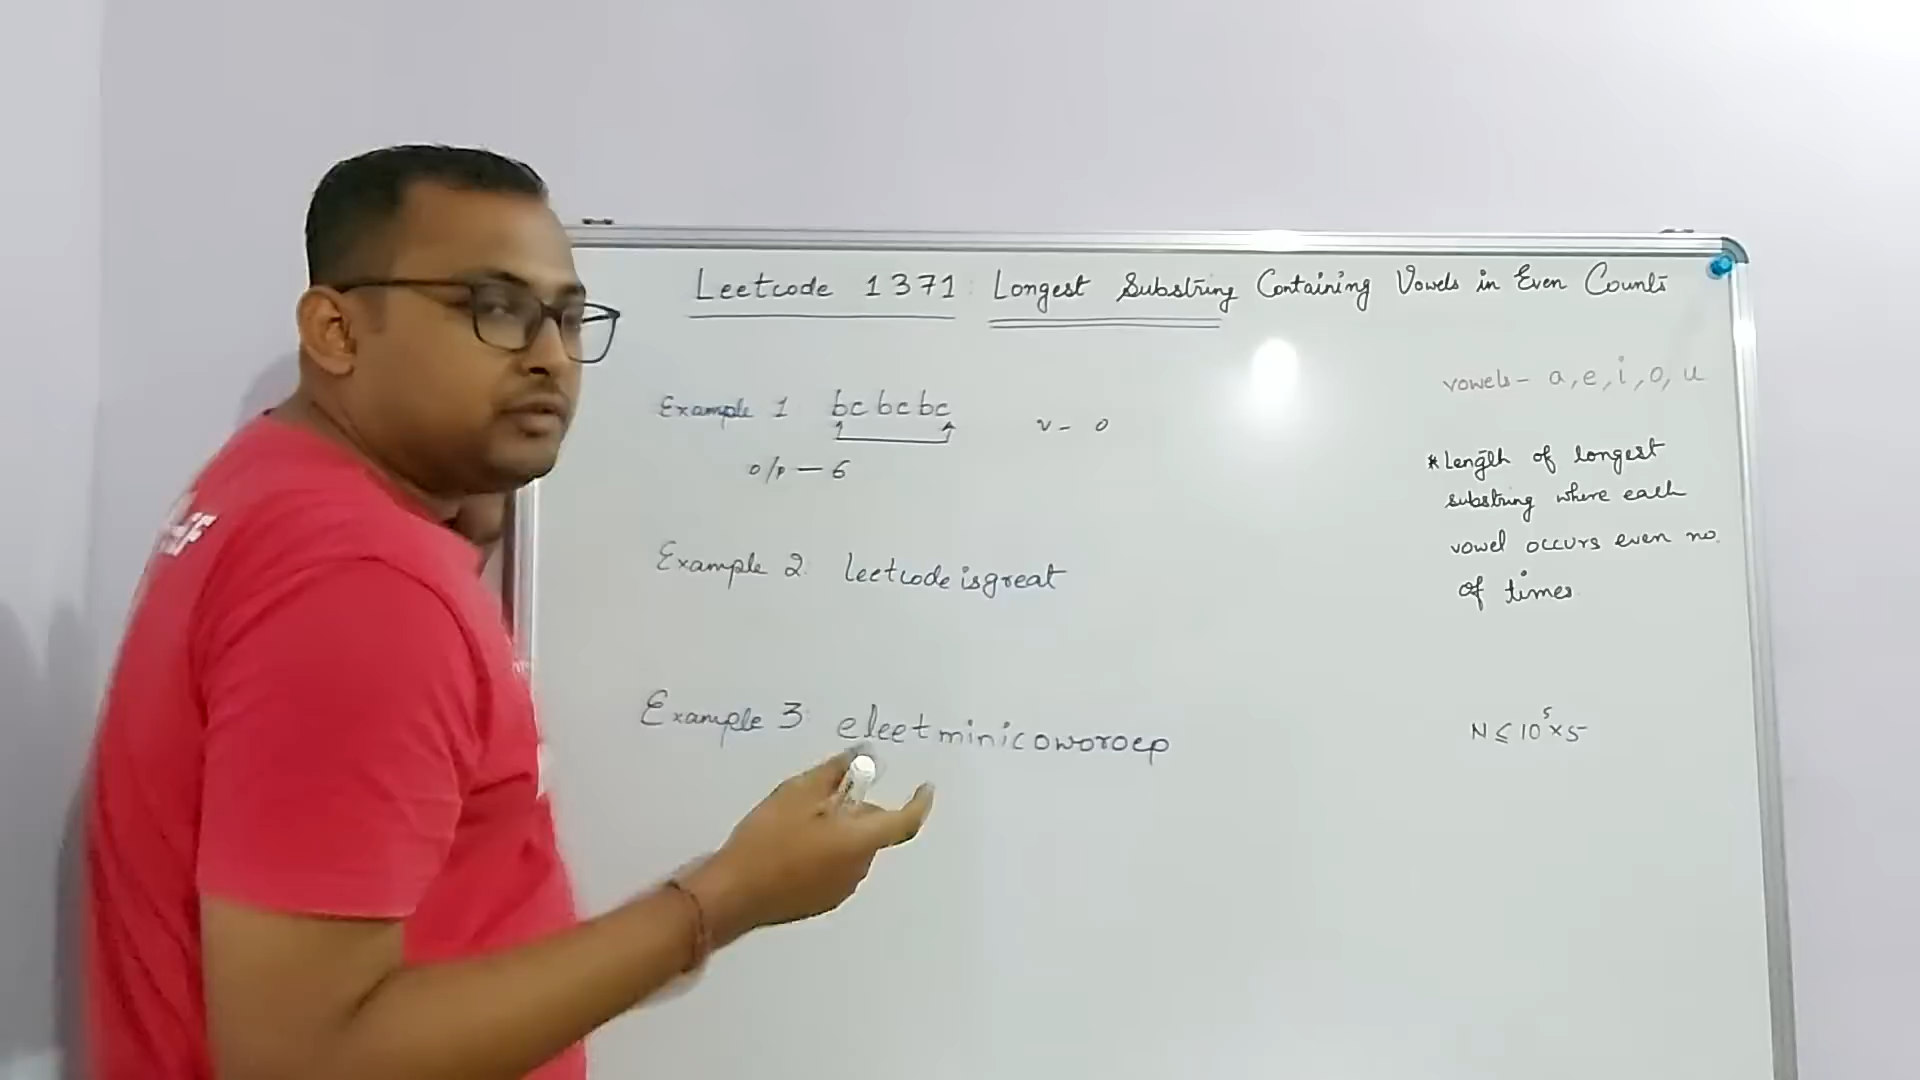 Leetcode 1371: Longest Substring Containing Vowels in Even Counts
vowels - a, e, i, o, u
Example 1 bcbcbc v - 0
o/p — 6
* Length of longest
substring where each
vowel occurs even no.
of times
Example 2. leetcodeisgreat
Example 3: eleetminicoworoep
N ≤ 10⁵ × 5